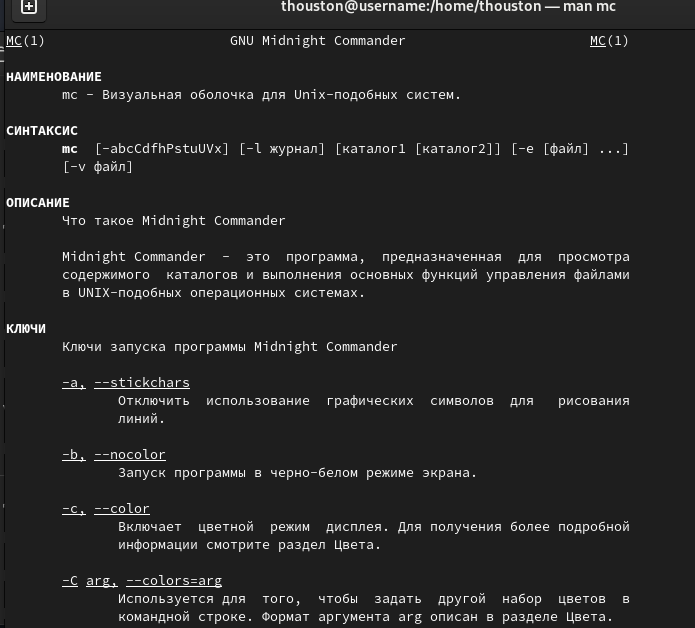 thouston@username:/home/thouston — man mc
MC(1) GNU Midnight Commander MC(1)
НАИМЕНОВАНИЕ
mc - Визуальная оболочка для Unix-подобных систем.
СИНТАКСИС
mc [-abcCdfhPstuUVx] [-l журнал] [каталог1 [каталог2]] [-e [файл] ...]
[-v файл]
ОПИСАНИЕ
Что такое Midnight Commander
Midnight Commander - это программа, предназначенная для просмотра
содержимого каталогов и выполнения основных функций управления файлами
в UNIX-подобных операционных системах.
КЛЮЧИ
Ключи запуска программы Midnight Commander
-a, --stickchars
Отключить использование графических символов для рисования
линий.
-b, --nocolor
Запуск программы в черно-белом режиме экрана.
-c, --color
Включает цветной режим дисплея. Для получения более подробной
информации смотрите раздел Цвета.
-C arg, --colors=arg
Используется для того, чтобы задать другой набор цветов в
командной строке. Формат аргумента arg описан в разделе Цвета.